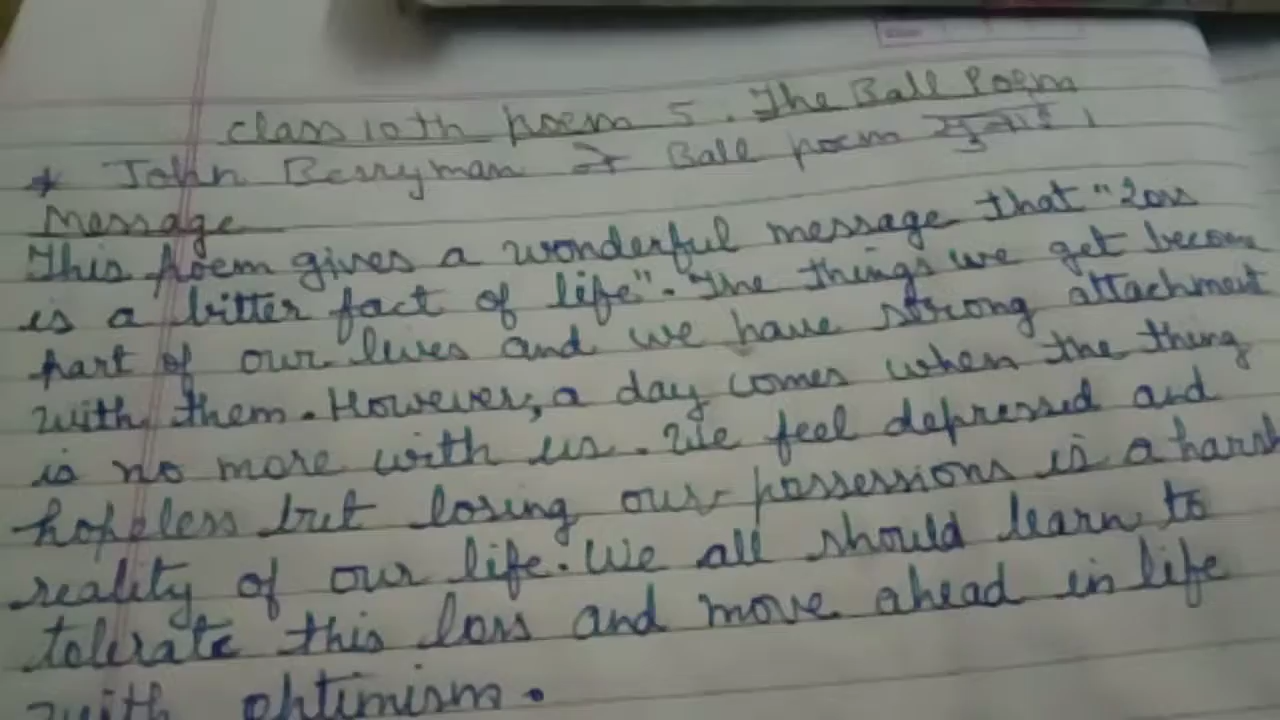 class 10th poem 5. The Ball Poem
* John Berryman ने Ball poem
Message
This poem gives a wonderful message that "Loss
is a bitter fact of life". The things we get become
part of our lives and we have strong attachment
with them. However, a day comes when the thing
is no more with us. We feel depressed and
hopeless but losing our possessions is a harsh
reality of our life. We all should learn to
tolerate this loss and move ahead in life
with optimism.